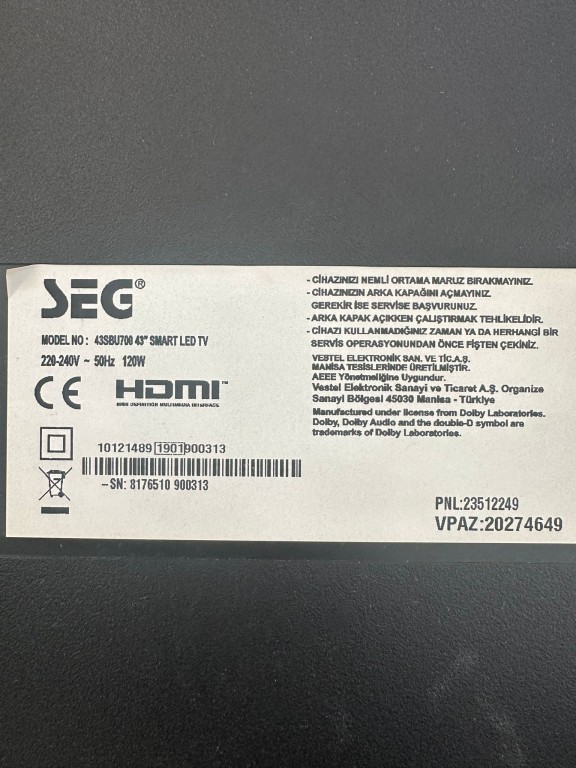 SEG®
MODEL NO : 43SBU700 43" SMART LED TV
220-240V ~ 50Hz 120W
CE HDMI™
HIGH DEFINITION MULTIMEDIA INTERFACE
10121489 1901 900313
-SN: 8176510 900313
- CİHAZINIZI NEMLİ ORTAMA MARUZ BIRAKMAYINIZ.
- CİHAZINIZIN ARKA KAPAĞINI AÇMAYINIZ.
GEREKİR İSE SERVİSE BAŞVURUNUZ.
- ARKA KAPAK AÇIKKEN ÇALIŞTIRMAK TEHLİKELİDİR.
- CİHAZI KULLANMADIĞINIZ ZAMAN YA DA HERHANGİ BİR
SERVİS OPERASYONUNDAN ÖNCE FİŞTEN ÇEKİNİZ.
VESTEL ELEKTRONİK SAN. VE TİC.A.Ş.
MANİSA TESİSLERİNDE ÜRETİLMİŞTİR.
AEEE Yönetmeliğine Uygundur.
Vestel Elektronik Sanayi ve Ticaret A.Ş. Organize
Sanayi Bölgesi 45030 Manisa - Türkiye
Manufactured under license from Dolby Laboratories.
Dolby, Dolby Audio and the double-D symbol are
trademarks of Dolby Laboratories.
PNL:23512249
VPAZ:20274649